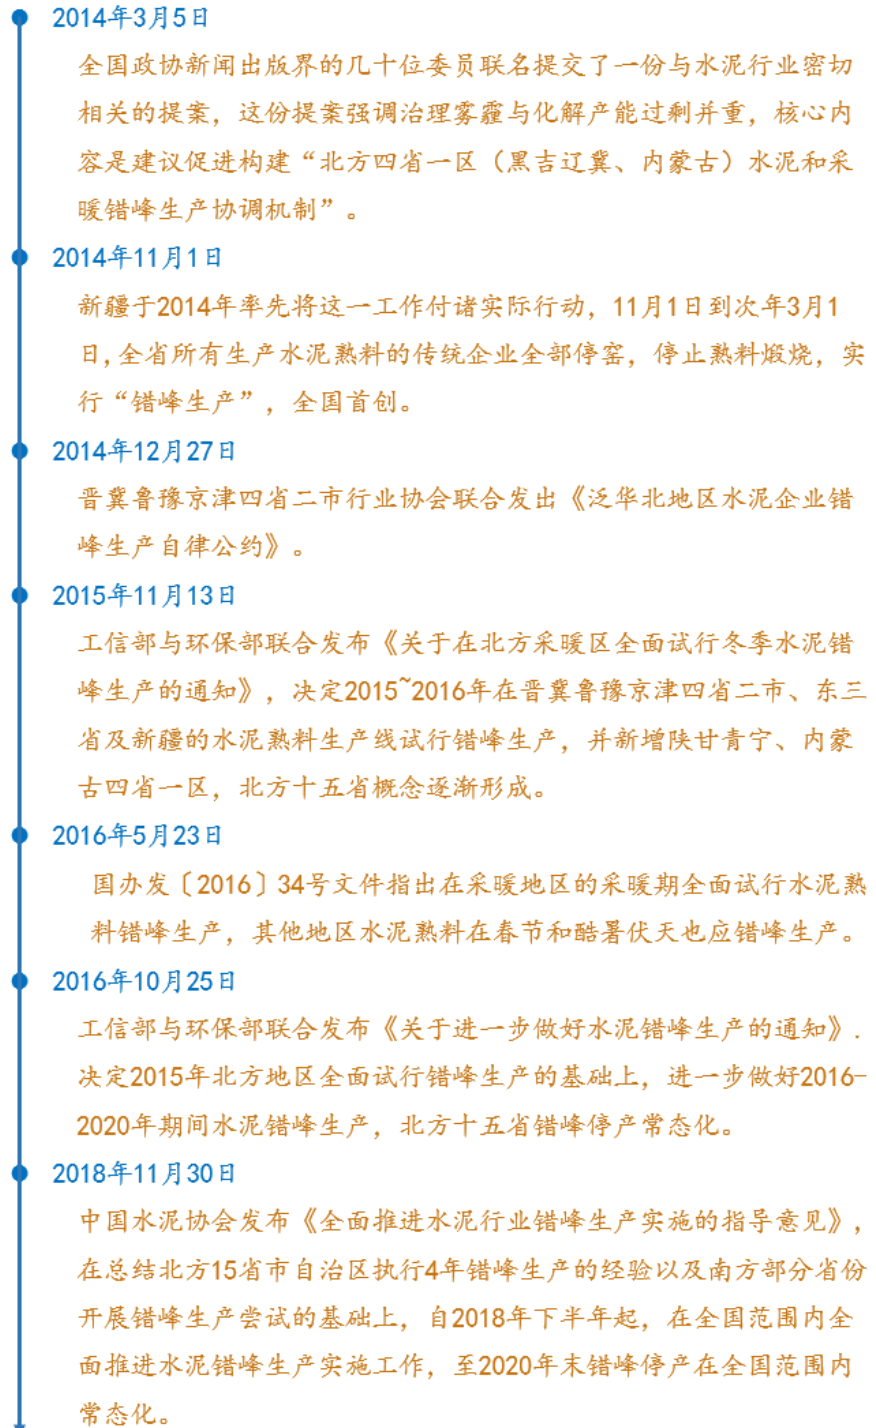 2014年3月5日
全国政协新闻出版界的几十位委员联名提交了一份与水泥行业密切
相关的提案，这份提案强调治理雾霾与化解产能过剩并重，核心内
容是建议促进构建“北方四省一区（黑吉辽冀、内蒙古）水泥和采
暖错峰生产协调机制”。
2014年11月1日
新疆于2014年率先将这一工作付诸实际行动，11月1日到次年3月1
日,全省所有生产水泥熟料的传统企业全部停窑，停止熟料煅烧，实
行“错峰生产”，全国首创。
2014年12月27日
晋冀鲁豫京津四省二市行业协会联合发出《泛华北地区水泥企业错
峰生产自律公约》。
2015年11月13日
工信部与环保部联合发布《关于在北方采暖区全面试行冬季水泥错
峰生产的通知》，决定2015~2016年在晋冀鲁豫京津四省二市、东三
省及新疆的水泥熟料生产线试行错峰生产，并新增陕甘青宁、内蒙
古四省一区，北方十五省概念逐渐形成。
2016年5月23日
国办发〔2016〕34号文件指出在采暖地区的采暖期全面试行水泥熟
料错峰生产，其他地区水泥熟料在春节和酷暑伏天也应错峰生产。
2016年10月25日
工信部与环保部联合发布《关于进一步做好水泥错峰生产的通知》.
决定2015年北方地区全面试行错峰生产的基础上，进一步做好2016-
2020年期间水泥错峰生产，北方十五省错峰停产常态化。
2018年11月30日
中国水泥协会发布《全面推进水泥行业错峰生产实施的指导意见》，
在总结北方15省市自治区执行4年错峰生产的经验以及南方部分省份
开展错峰生产尝试的基础上，自2018年下半年起，在全国范围内全
面推进水泥错峰生产实施工作，至2020年末错峰停产在全国范围内
常态化。